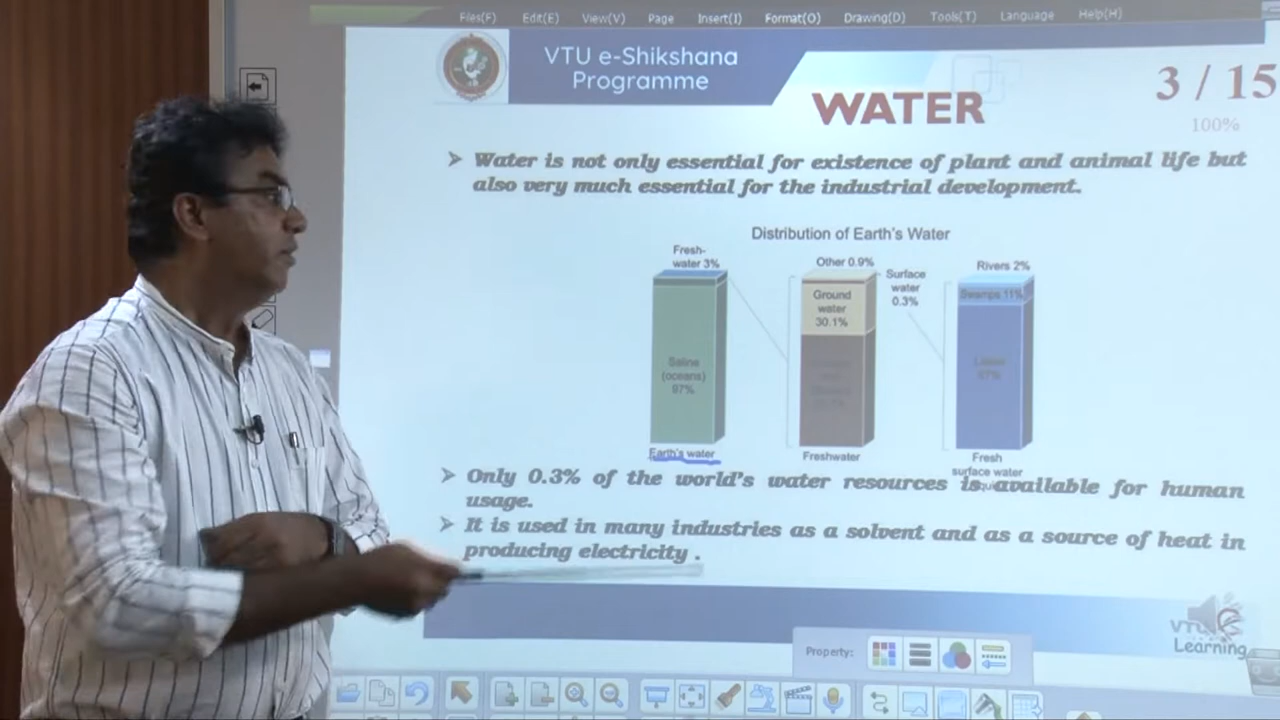 Files(F) Edit(E) View(V) Page Insert(I) Format(O) Drawing(D) Tools(T) Language Help(H)
VTU e-Shikshana
Programme
WATER
3 / 15
100%
➤ Water is not only essential for existence of plant and animal life but
also very much essential for the industrial development.
Distribution of Earth's Water
Fresh-
water 3%
Saline
(oceans)
97%
Earth's water
Other 0.9%
Ground
water
30.1%
Freshwater
Surface
water
0.3%
Rivers 2%
Swamps 11%
Lakes
87%
Fresh
surface water
➤ Only 0.3% of the world's water resources is available for human
usage.
➤ It is used in many industries as a solvent and as a source of heat in
producing electricity .
VTU e
Learning
Property: